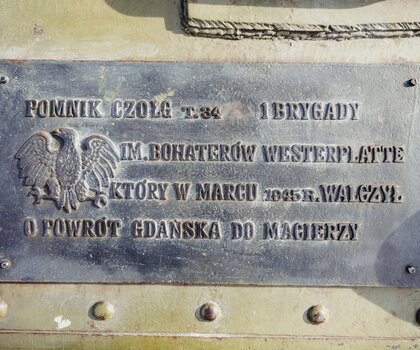 POMNIK CZOŁG T.34 1 BRYGADY
IM. BOHATERÓW WESTERPLATTE
KTÓRY W MARCU 1945 R. WALCZYŁ
O POWRÓT GDAŃSKA DO MACIERZY